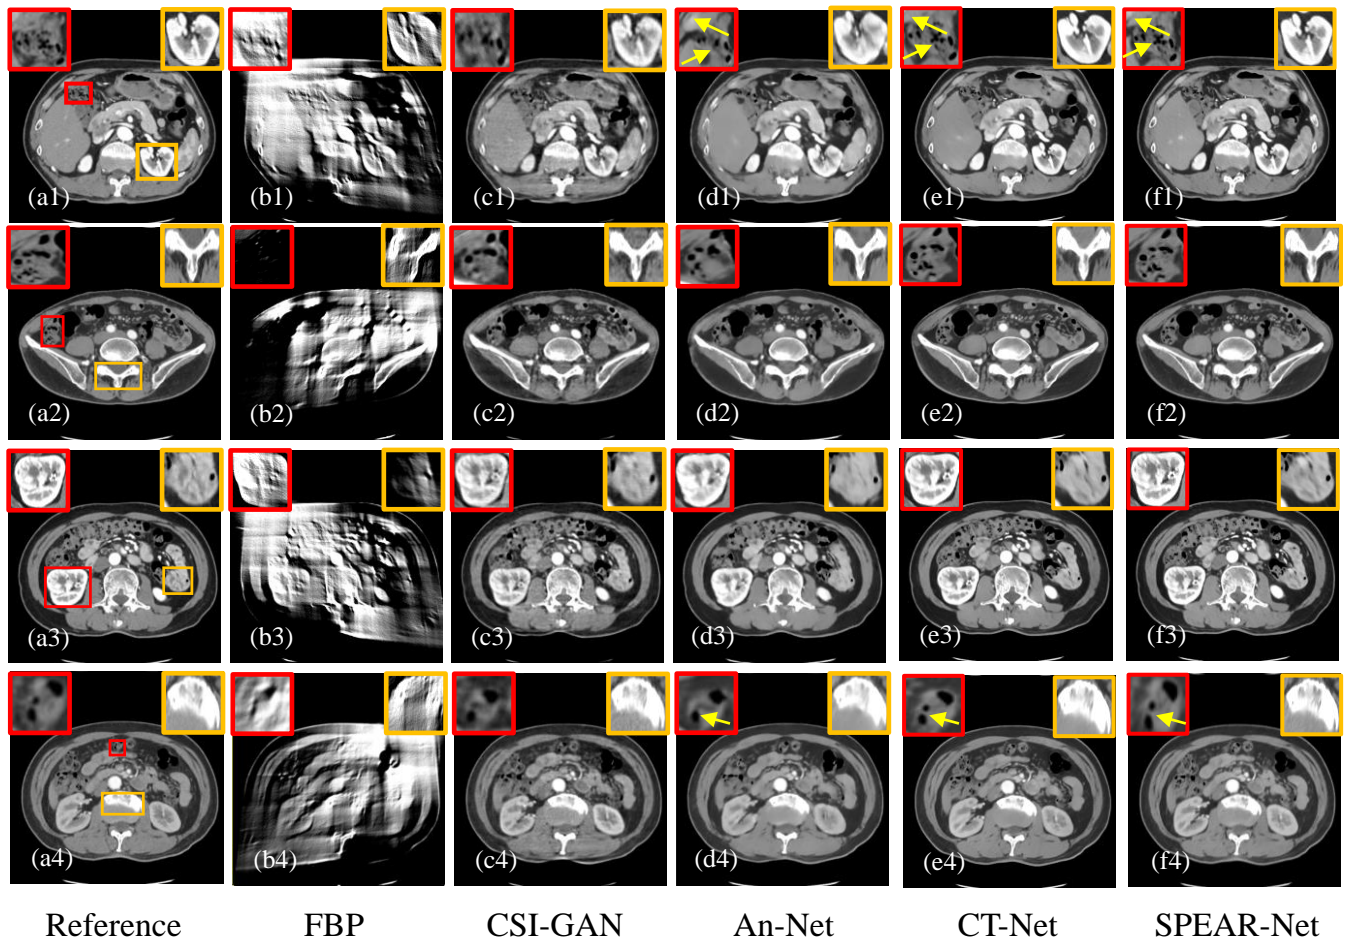 (a1) (b1) (c1) (d1) (e1) (f1)
(a2) (b2) (c2) (d2) (e2) (f2)
(a3) (b3) (c3) (d3) (e3) (f3)
(a4) (b4) (c4) (d4) (e4) (f4)
Reference FBP CSI-GAN An-Net CT-Net SPEAR-Net